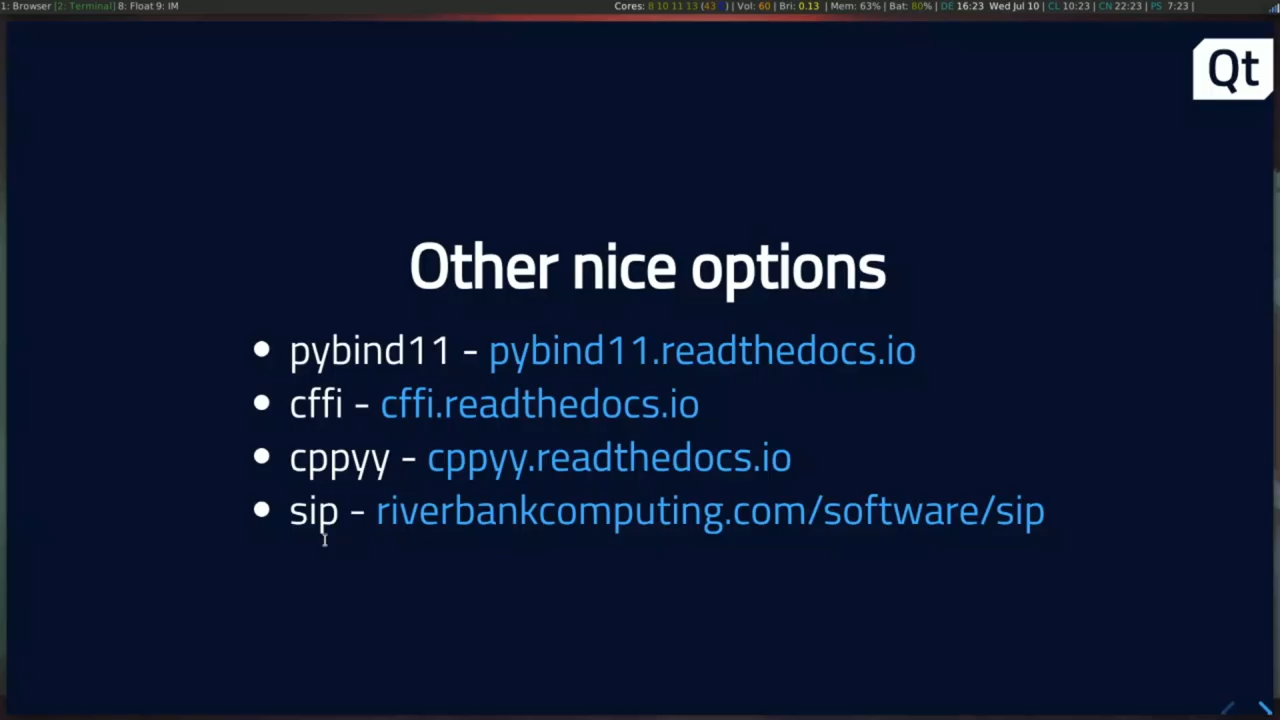 1: Browser [2: Terminal] 8: Float 9: IM
Cores: 8 10 11 13 (43 ) | Vol: 60 | Bri: 0.13 | Mem: 63% | Bat: 80% | DE 16:23 Wed Jul 10 | CL 10:23 | CN 22:23 | PS 7:23 |
Qt
Other nice options
• pybind11 - pybind11.readthedocs.io
• cffi - cffi.readthedocs.io
• cppyy - cppyy.readthedocs.io
• sip - riverbankcomputing.com/software/sip